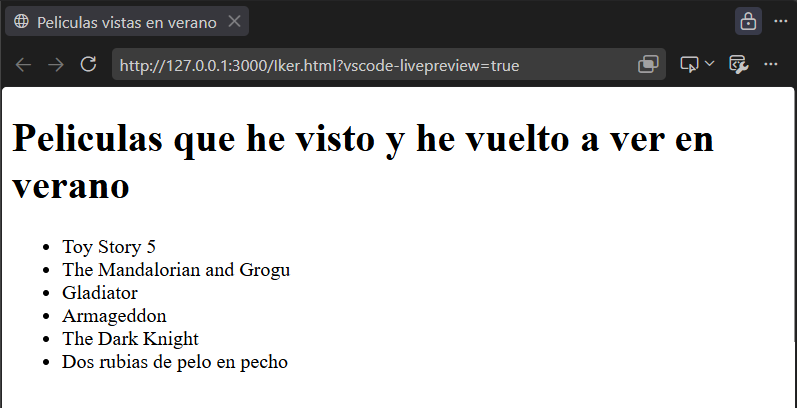 Peliculas vistas en verano
http://127.0.0.1:3000/Iker.html?vscode-livepreview=true
Peliculas que he visto y he vuelto a ver en
verano
• Toy Story 5
• The Mandalorian and Grogu
• Gladiator
• Armageddon
• The Dark Knight
• Dos rubias de pelo en pecho